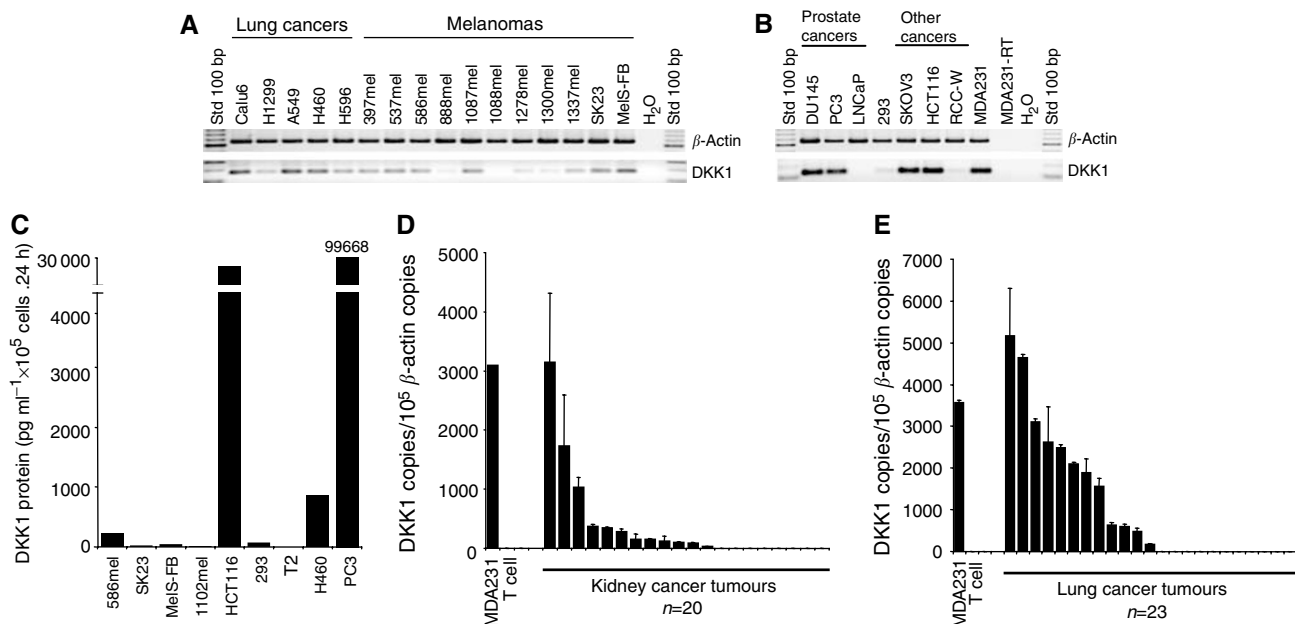 A
Lung cancers
Melanomas
Std 100 bp
Calu6
H1299
A549
H460
H596
397mel
537mel
586mel
888mel
1087mel
1088mel
1278mel
1300mel
1337mel
SK23
MelS-FB
H₂O
Std 100 bp
β-Actin
DKK1
B
Prostate
cancers
Other
cancers
Std 100 bp
DU145
PC3
LNCaP
293
SKOV3
HCT116
RCC-W
MDA231
MDA231-RT
H₂O
Std 100 bp
β-Actin
DKK1
C
DKK1 protein (pg ml⁻¹×10⁵ cells .24 h)
99668
30 000
4000
3000
2000
1000
0
586mel
SK23
MelS-FB
1102mel
HCT116
293
T2
H460
PC3
D
DKK1 copies/10⁵ β-actin copies
5000
4000
3000
2000
1000
0
MDA231
T cell
Kidney cancer tumours
n=20
E
DKK1 copies/10⁵ β-actin copies
7000
6000
5000
4000
3000
2000
1000
0
MDA231
T cell
Lung cancer tumours
n=23